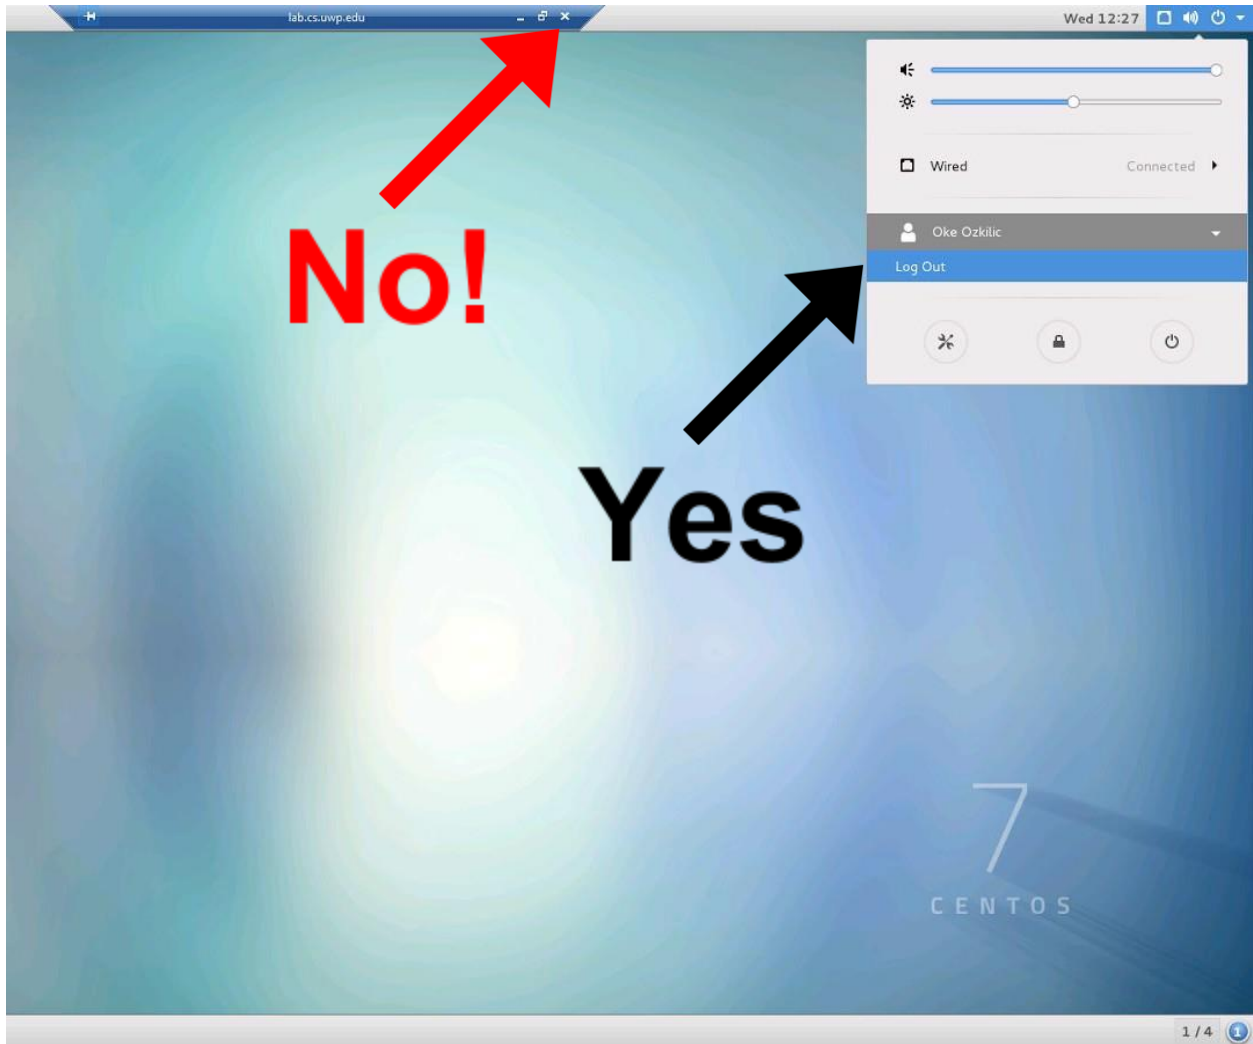 lab.cs.uwp.edu
Wed 12:27
Wired Connected
Oke Ozkilic
Log Out
No!
Yes
7
CENTOS
1 / 4 1